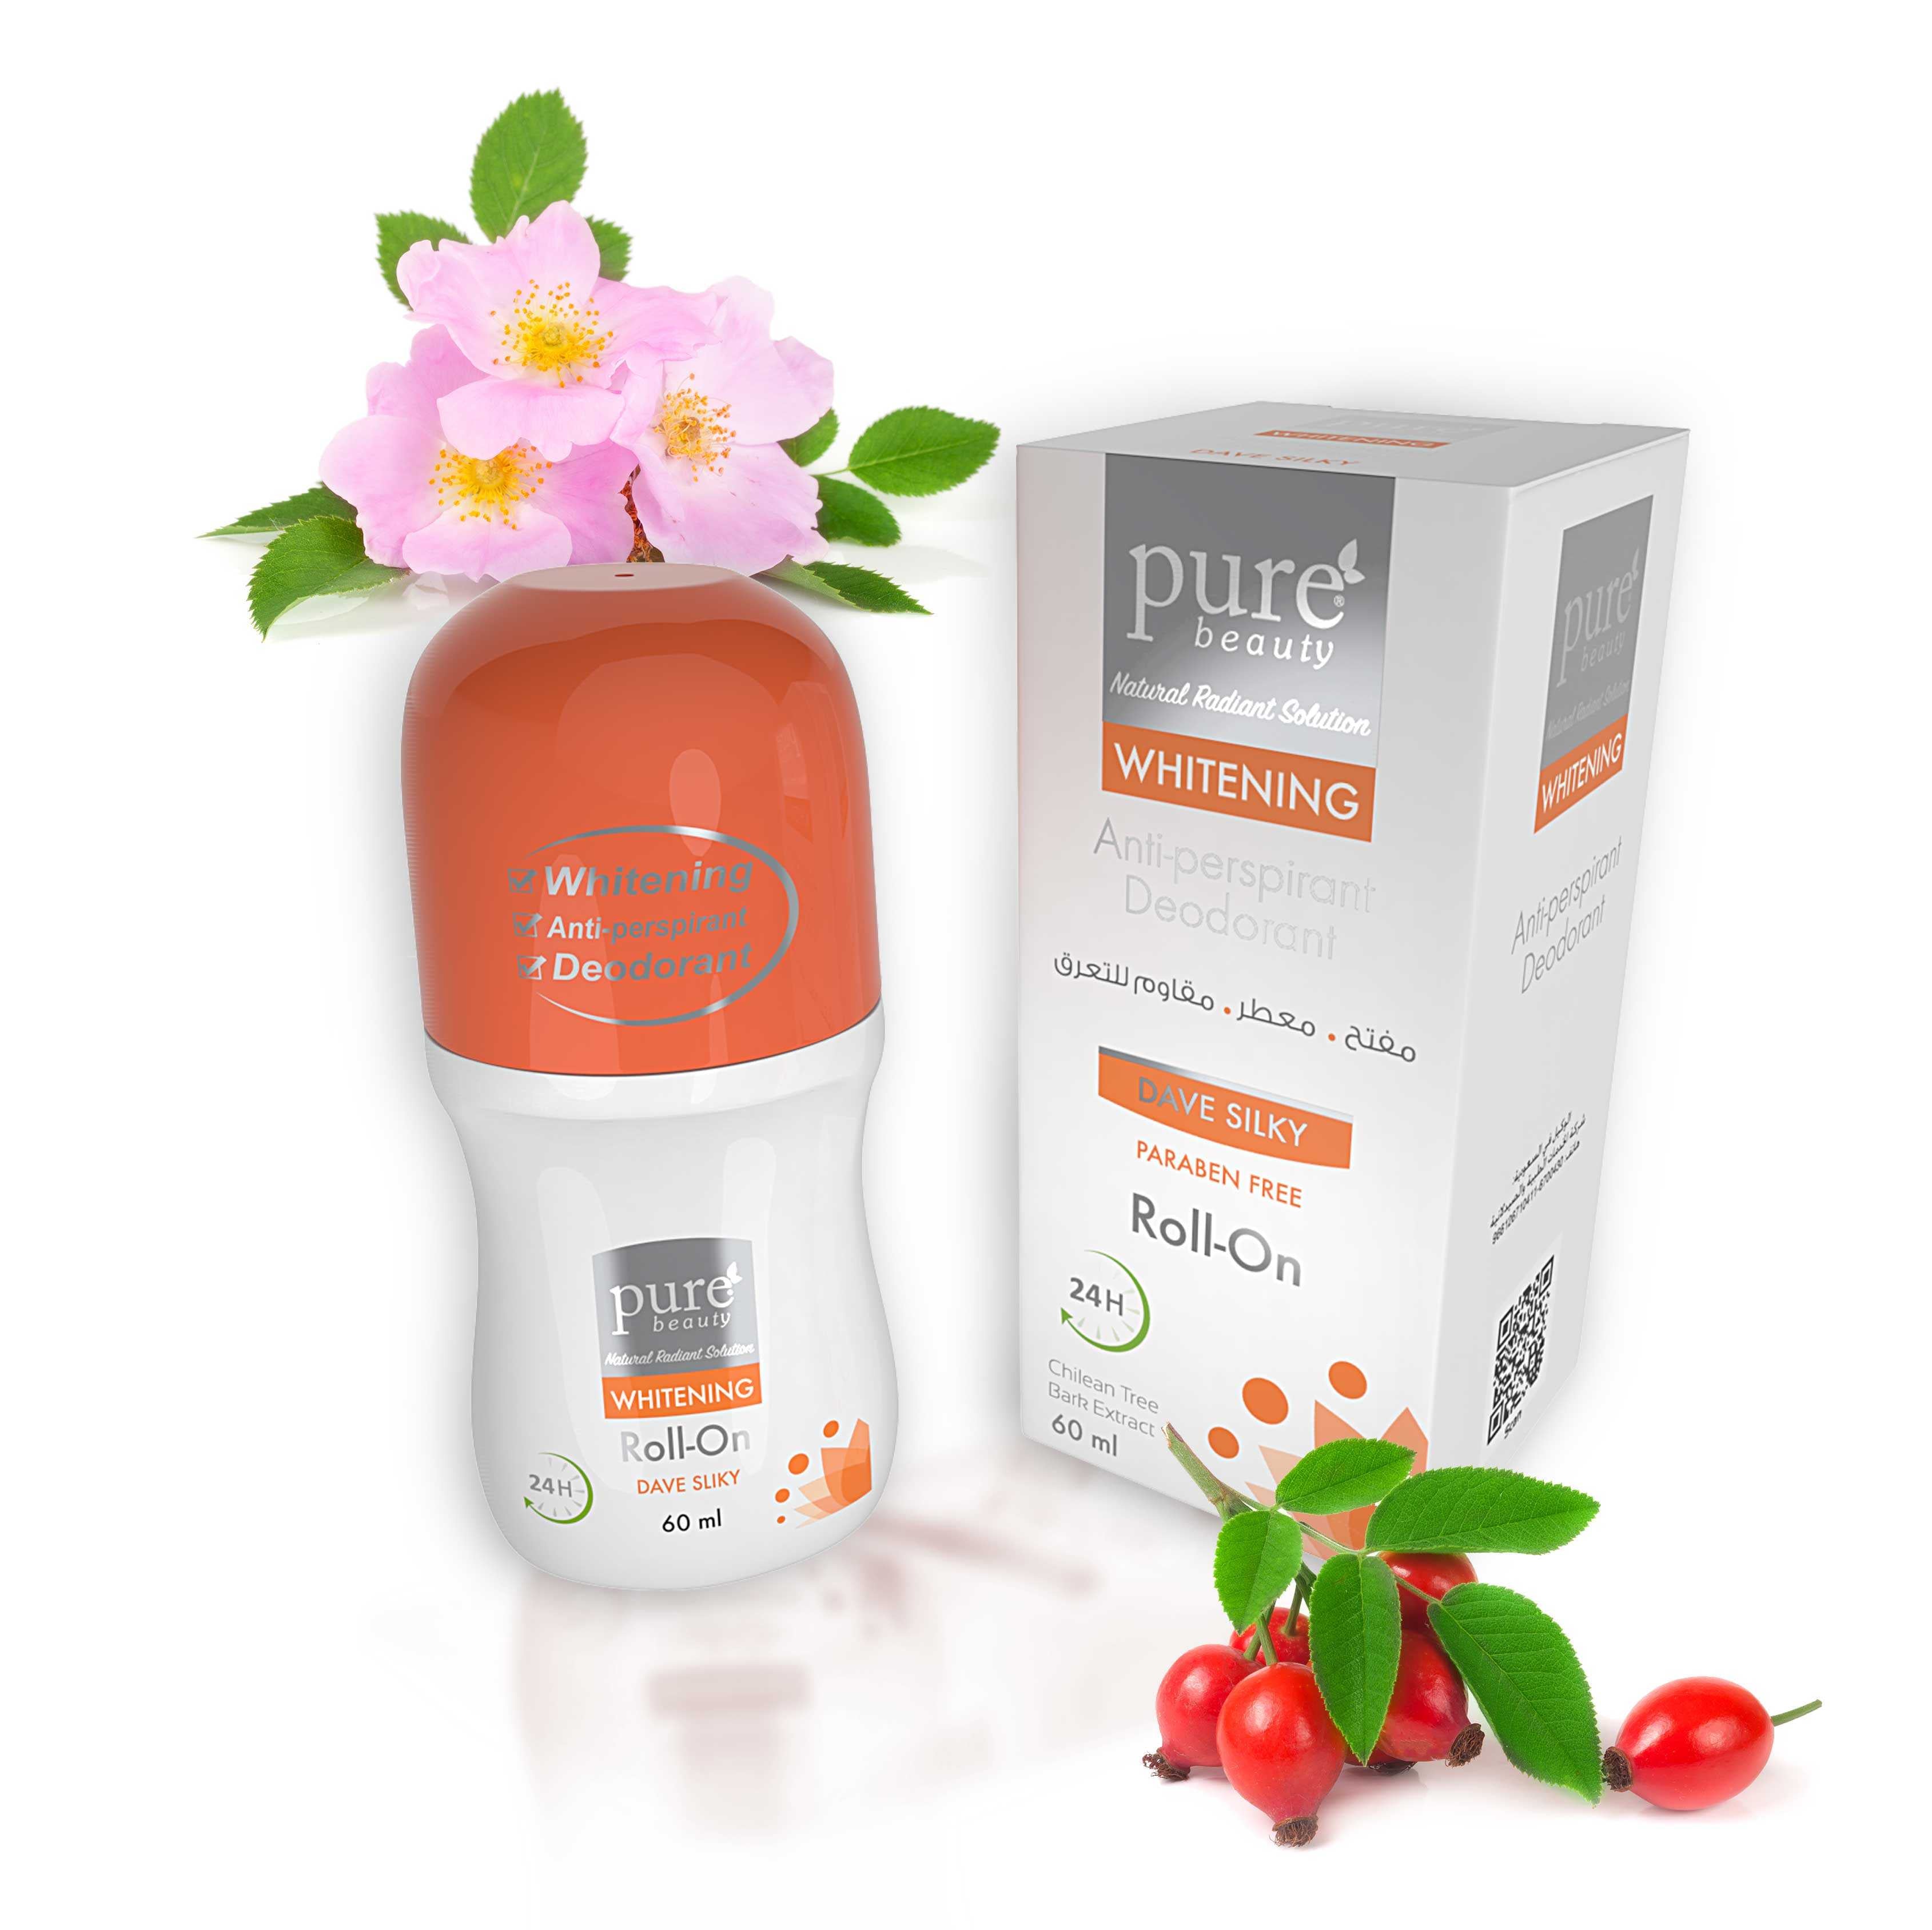 Whitening
Anti-perspirant
Deodorant
pure
beauty
Natural Radiant Solution
WHITENING
Roll-On
DAVE SLIKY
24H
60 ml
WHITENING
DAVE SILKY
pure®
beauty
Natural Radiant Solution
WHITENING
Anti-perspirant
Deodorant
مفتح . معطر . مقاوم للتعرق
DAVE SILKY
PARABEN FREE
Roll-On
24H
Chilean Tree
Bark Extract
60 ml
pure
beauty
Natural Radiant Solution
WHITENING
Anti-perspirant
Deodorant
Scan